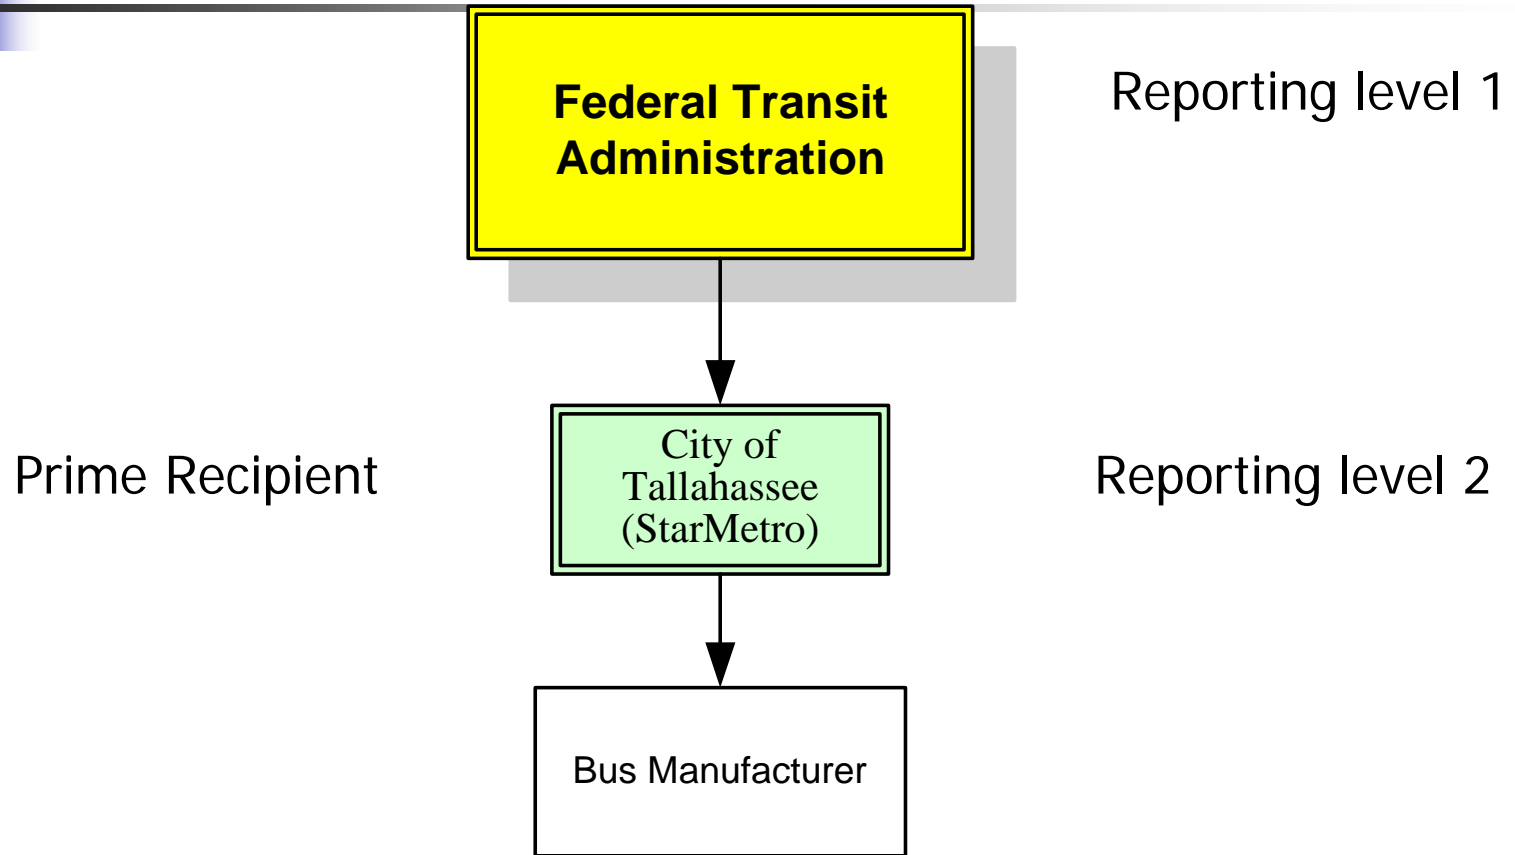 Federal Transit
Administration
Reporting level 1
Prime Recipient
City of
Tallahassee
(StarMetro)
Reporting level 2
Bus Manufacturer